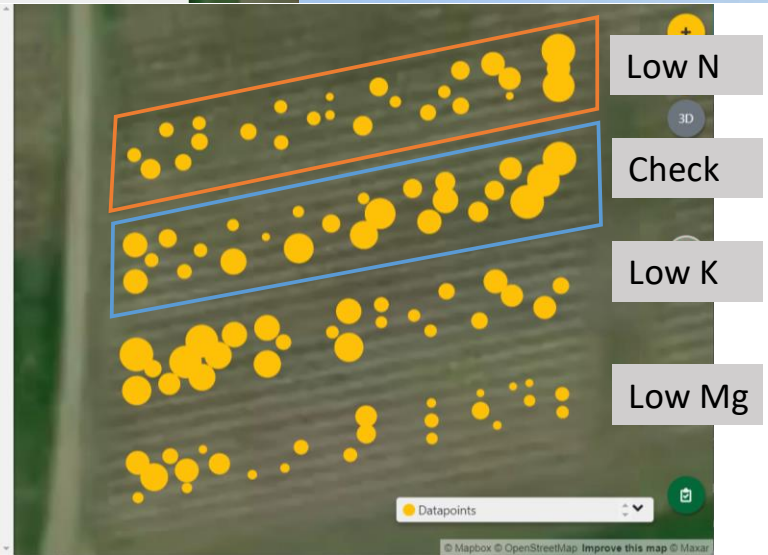 +
Low N
3D
Check
Low K
Low Mg
Datapoints
© Mapbox © OpenStreetMap Improve this map © Maxar